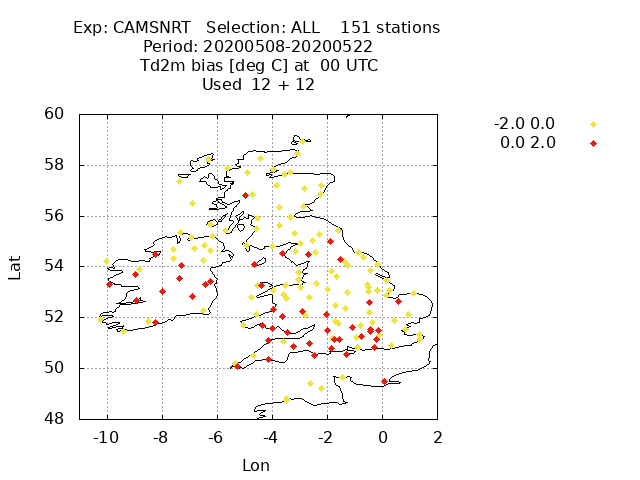 Exp: CAMSNRT Selection: ALL 151 stations
Period: 20200508-20200522
Td2m bias [deg C] at 00 UTC
Used 12 + 12
-2.0 0.0
0.0 2.0
60
58
56
54
52
50
48
Lat
-10 -8 -6 -4 -2 0 2
Lon